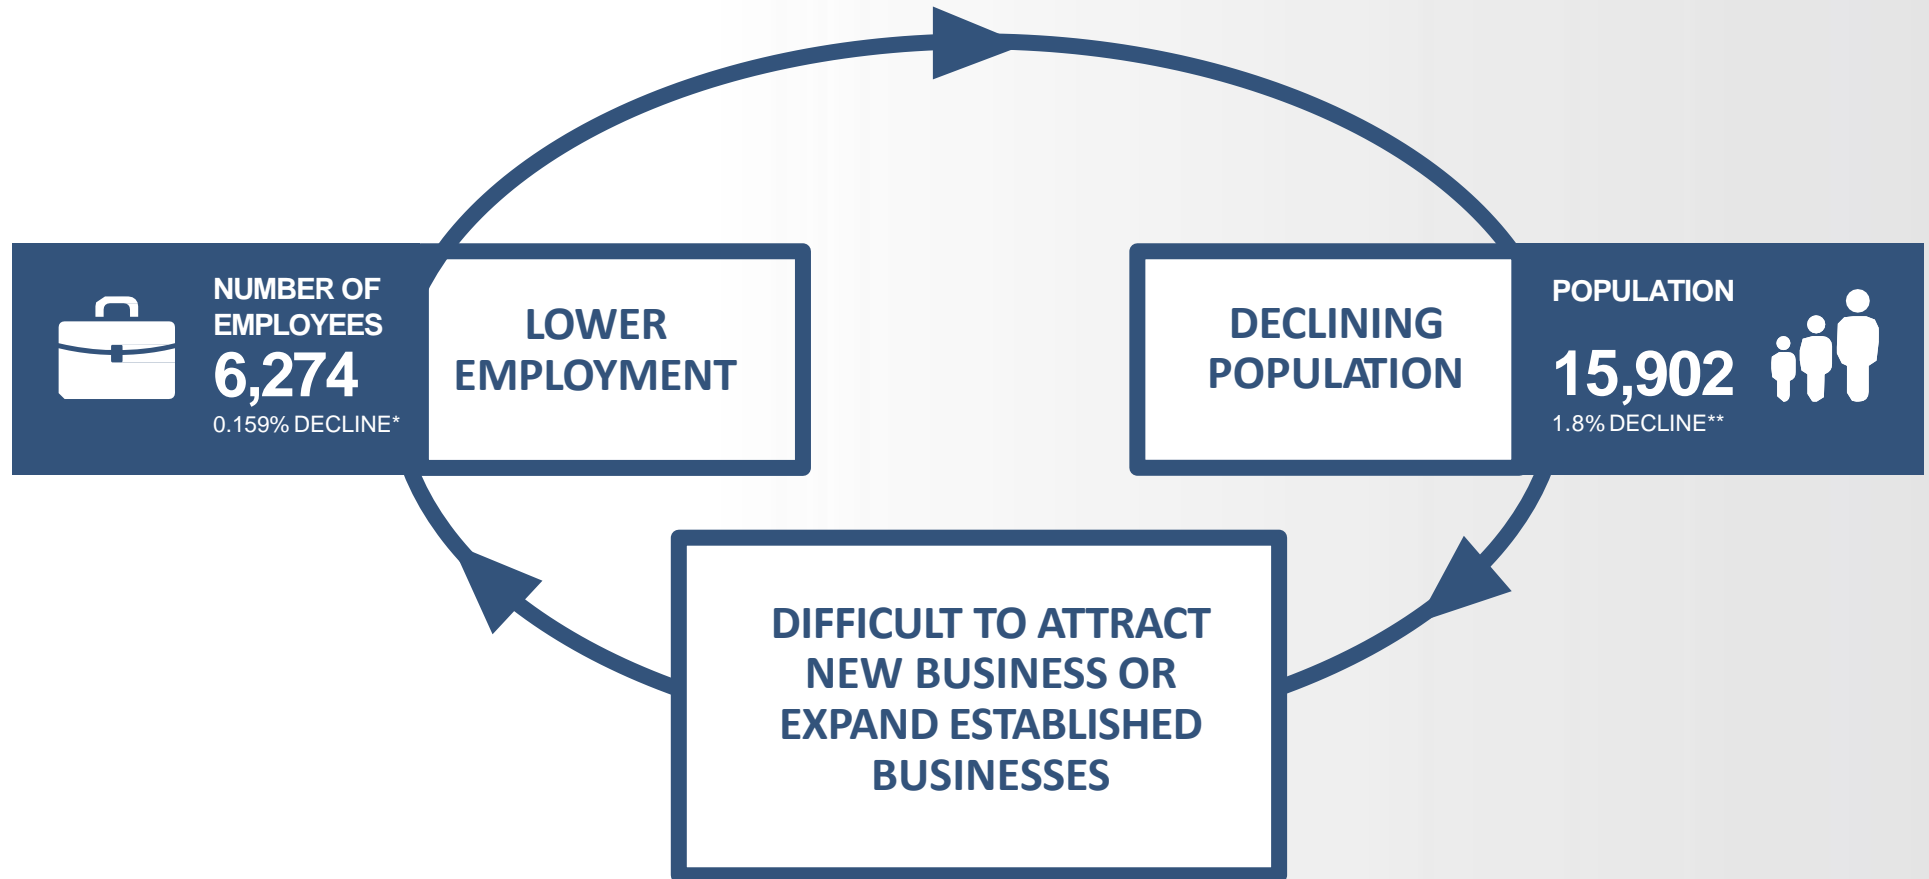 NUMBER OF
EMPLOYEES
6,274
0.159% DECLINE*
LOWER
EMPLOYMENT
DECLINING
POPULATION
POPULATION
15,902
1.8% DECLINE**
DIFFICULT TO ATTRACT
NEW BUSINESS OR
EXPAND ESTABLISHED
BUSINESSES